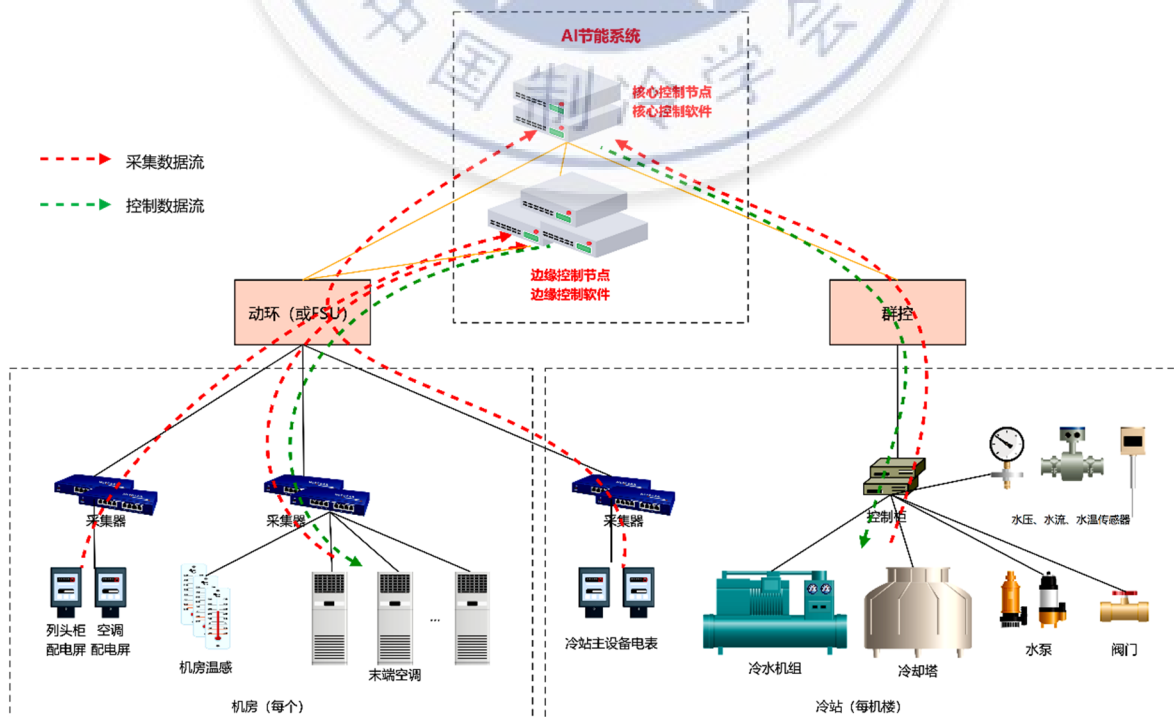 中国制冷学会
AI节能系统
核心控制节点
核心控制软件
采集数据流
控制数据流
边缘控制节点
边缘控制软件
动环（或FSU）
群控
采集器
采集器
采集器
控制柜
水压、水流、水温传感器
列头柜
配电屏
空调
配电屏
机房温感
...
末端空调
冷站主设备电表
冷水机组
冷却塔
水泵
阀门
机房（每个）
冷站（每机楼）